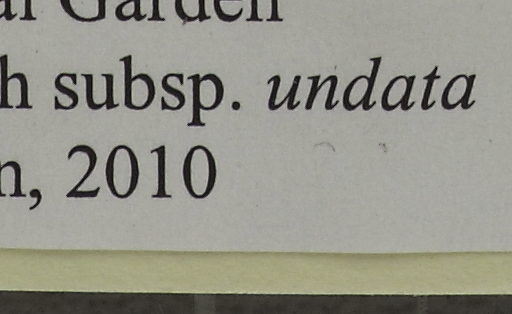 al Garden
h subsp. undata
n, 2010